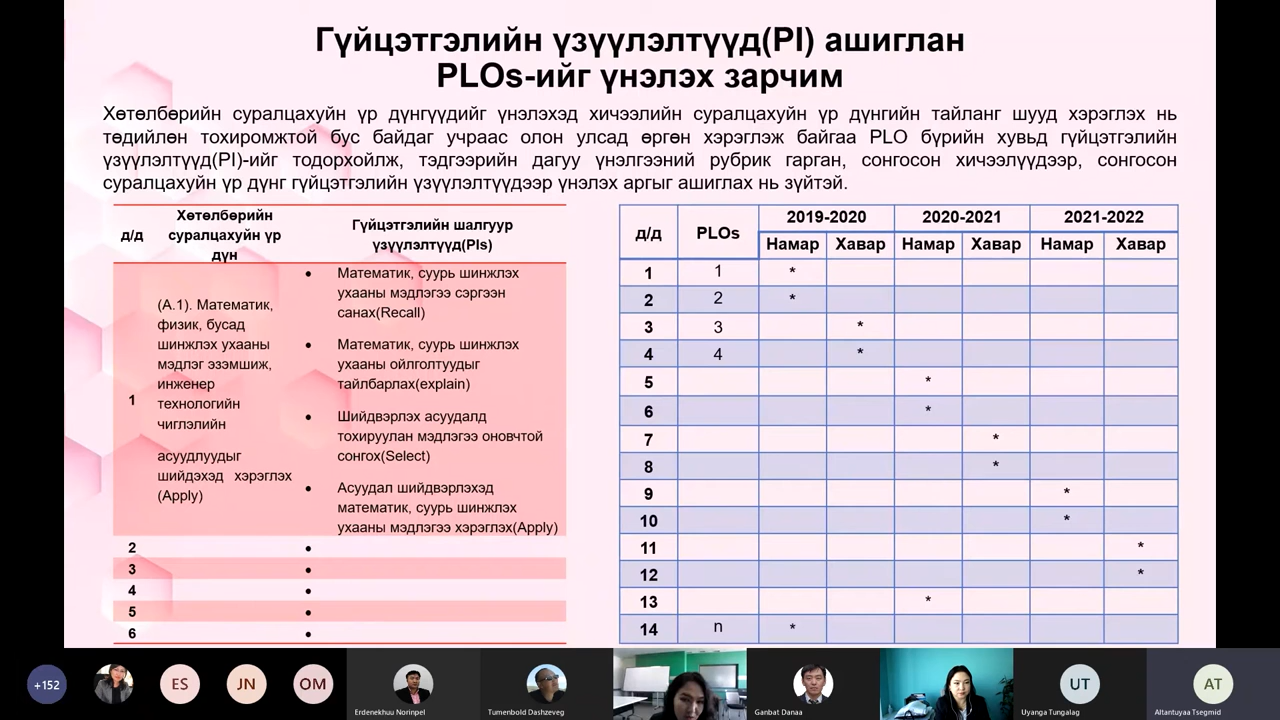 Гүйцэтгэлийн үзүүлэлтүүд(PI) ашиглан
PLOs-ийг үнэлэх зарчим
Хөтөлбөрийн суралцахуйн үр дүнгүүдийг үнэлэхэд хичээлийн суралцахуйн үр дүнгийн тайланг шууд хэрэглэх нь
төдийлөн тохиромжтой бус байдаг учраас олон улсад өргөн хэрэглэж байгаа PLO бүрийн хувьд гүйцэтгэлийн
үзүүлэлтүүд(PI)-ийг тодорхойлж, тэдгээрийн дагуу үнэлгээний рубрик гарган, сонгосон хичээлүүдээр, сонгосон
суралцахуйн үр дүнг гүйцэтгэлийн үзүүлэлтүүдээр үнэлэх аргыг ашиглах нь зүйтэй.
д/д
Хөтөлбөрийн
суралцахуйн үр
дүн
Гүйцэтгэлийн шалгуур
үзүүлэлтүүд(PIs)
1
(A.1). Математик,
физик, бусад
шинжлэх ухааны
мэдлэг эзэмшиж,
инженер
технологийн
чиглэлийн
асуудлуудыг
шийдэхэд хэрэглэх
(Apply)
• Математик, суурь шинжлэх
ухааны мэдлэгээ сэргээн
санах(Recall)
• Математик, суурь шинжлэх
ухааны ойлголтуудыг
тайлбарлах(explain)
• Шийдвэрлэх асуудалд
тохируулан мэдлэгээ оновчтой
сонгох(Select)
• Асуудал шийдвэрлэхэд
математик, суурь шинжлэх
ухааны мэдлэгээ хэрэглэх(Apply)
2 •
3 •
4 •
5 •
6 •
д/д PLOs 2019-2020 2020-2021 2021-2022
Намар Хавар Намар Хавар Намар Хавар
1 1 *
2 2 *
3 3 *
4 4 *
5 *
6 *
7 *
8 *
9 *
10 *
11 *
12 *
13 *
14 n *
+152
ES
JN
OM
Erdenekhuu Norinpel
Tumenbold Dashzeveg
Ganbat Danaa
UT
Uyanga Tungalag
AT
Altantuyaa Tsegmid